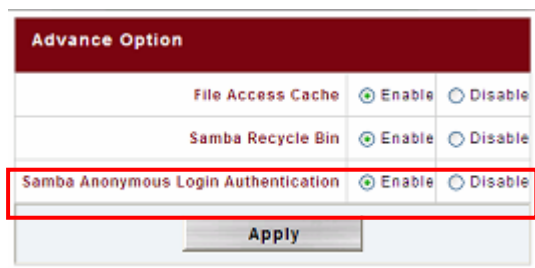 Advance Option
File Access Cache Enable Disable
Samba Recycle Bin Enable Disable
Samba Anonymous Login Authentication Enable Disable
Apply